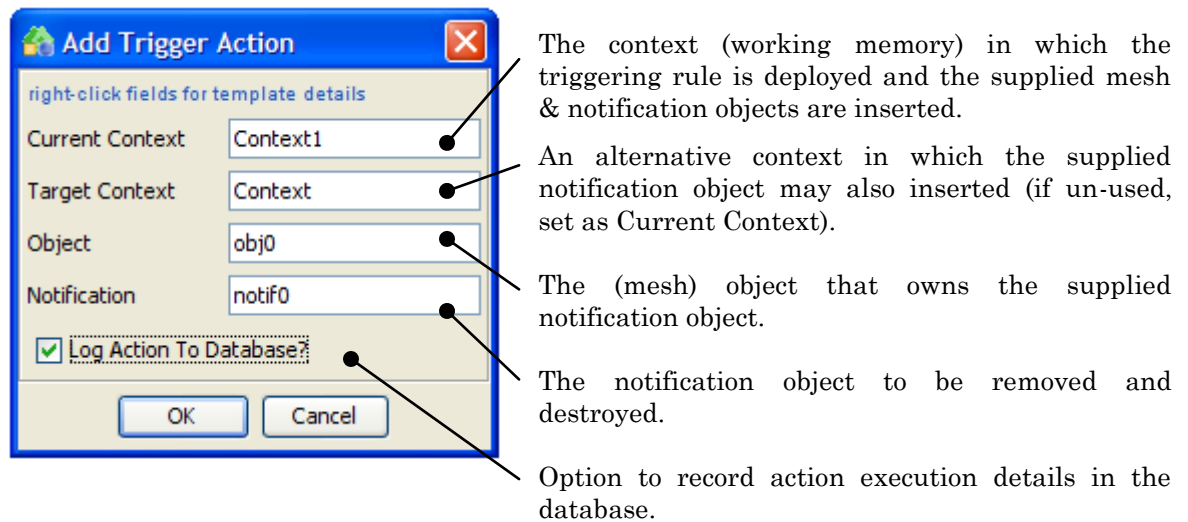 Add Trigger Action
right-click fields for template details
Current Context
Context1
Target Context
Context
Object
obj0
Notification
notif0
Log Action To Database?
OK
Cancel
The context (working memory) in which the
triggering rule is deployed and the supplied mesh
& notification objects are inserted.
An alternative context in which the supplied
notification object may also inserted (if un-used,
set as Current Context).
The (mesh) object that owns the supplied
notification object.
The notification object to be removed and
destroyed.
Option to record action execution details in the
database.